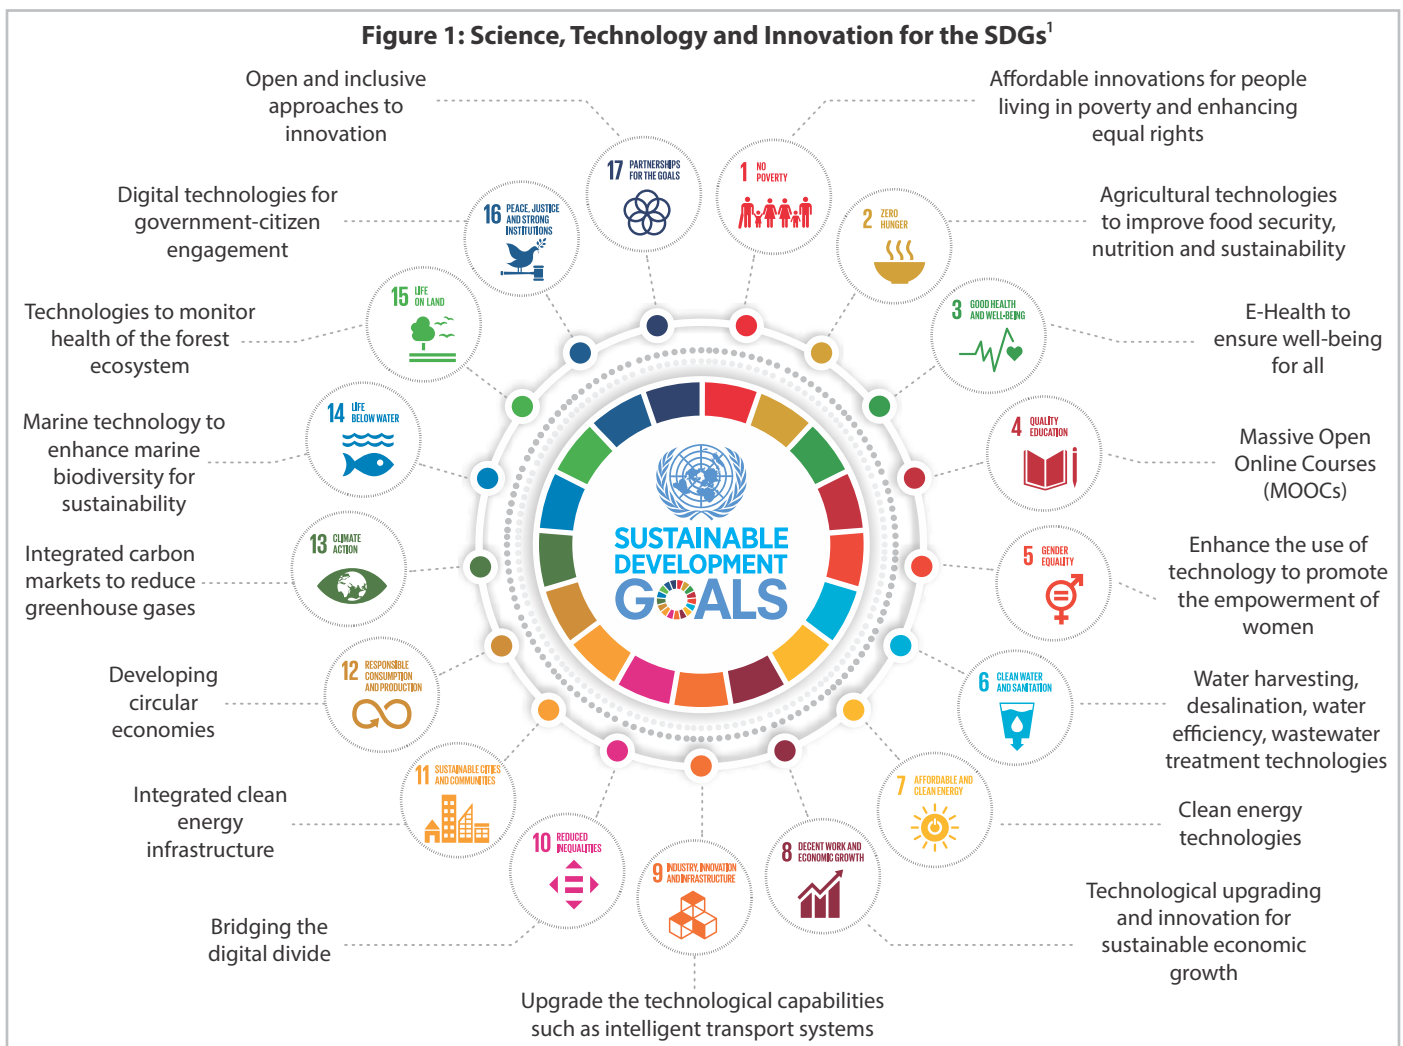 Figure 1: Science, Technology and Innovation for the SDGs1
Open and inclusive
approaches to
innovation
Affordable innovations for people
living in poverty and enhancing
equal rights
17 PARTNERSHIPS
FOR THE GOALS
1 NO
POVERTY
Digital technologies for
government-citizen
engagement
16 PEACE, JUSTICE
AND STRONG
INSTITUTIONS
2 ZERO
HUNGER
Agricultural technologies
to improve food security,
nutrition and sustainability
Technologies to monitor
health of the forest
ecosystem
15 LIFE
ON LAND
3 GOOD HEALTH
AND WELL-BEING
E-Health to
ensure well-being
for all
Marine technology to
enhance marine
biodiversity for
sustainability
14 LIFE
BELOW WATER
4 QUALITY
EDUCATION
Massive Open
Online Courses
(MOOCs)
SUSTAINABLE
DEVELOPMENT
GOALS
Integrated carbon
markets to reduce
greenhouse gases
13 CLIMATE
ACTION
5 GENDER
EQUALITY
Enhance the use of
technology to promote
the empowerment of
women
Developing
circular
economies
12 RESPONSIBLE
CONSUMPTION
AND PRODUCTION
6 CLEAN WATER
AND SANITATION
Water harvesting,
desalination, water
efficiency, wastewater
treatment technologies
Integrated clean
energy
infrastructure
11 SUSTAINABLE CITIES
AND COMMUNITIES
7 AFFORDABLE AND
CLEAN ENERGY
Clean energy
technologies
Bridging the
digital divide
10 REDUCED
INEQUALITIES
9 INDUSTRY, INNOVATION
AND INFRASTRUCTURE
8 DECENT WORK AND
ECONOMIC GROWTH
Technological upgrading
and innovation for
sustainable economic
growth
Upgrade the technological capabilities
such as intelligent transport systems